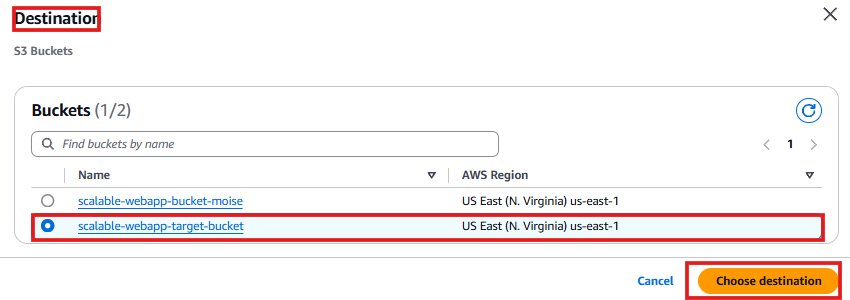 Destination
S3 Buckets
Buckets (1/2)
Find buckets by name
1
Name AWS Region
scalable-webapp-bucket-moise US East (N. Virginia) us-east-1
scalable-webapp-target-bucket US East (N. Virginia) us-east-1
Cancel Choose destination